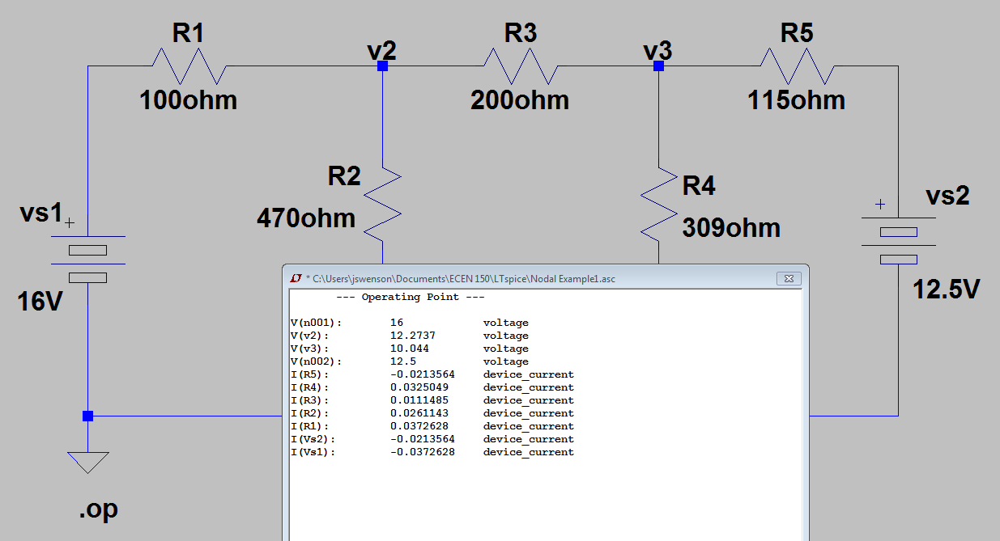 R1
R3
R5
v2
v3
100ohm
200ohm
115ohm
R2
R4
vs2
vs1
+
+
470ohm
309ohm
16V
12.5V
* C:\Users\jswenson\Documents\ECEN 150\LTspice\Nodal Example1.asc
--- Operating Point ---
V(n001): 16 voltage
V(v2): 12.2737 voltage
V(v3): 10.044 voltage
V(n002): 12.5 voltage
I(R5): -0.0213564 device_current
I(R4): 0.0325049 device_current
I(R3): 0.0111485 device_current
I(R2): 0.0261143 device_current
I(R1): 0.0372628 device_current
I(Vs2): -0.0213564 device_current
I(Vs1): -0.0372628 device_current
.op